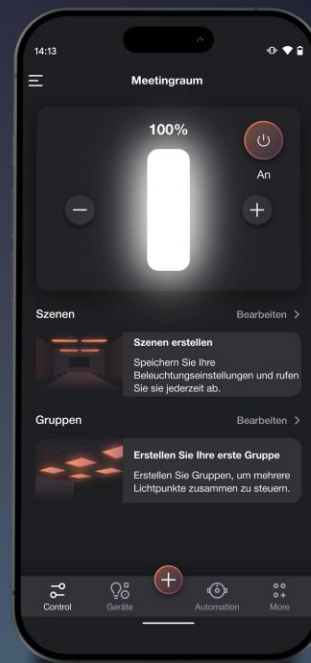 14:13
Meetingraum
100%
An
Szenen
Bearbeiten >
Szenen erstellen
Speichern Sie Ihre
Beleuchtungseinstellungen und rufen
Sie sie jederzeit ab.
Gruppen
Bearbeiten >
Erstellen Sie Ihre erste Gruppe
Erstellen Sie Gruppen, um mehrere
Lichtpunkte zusammen zu steuern.
Control
Geräte
Automation
More